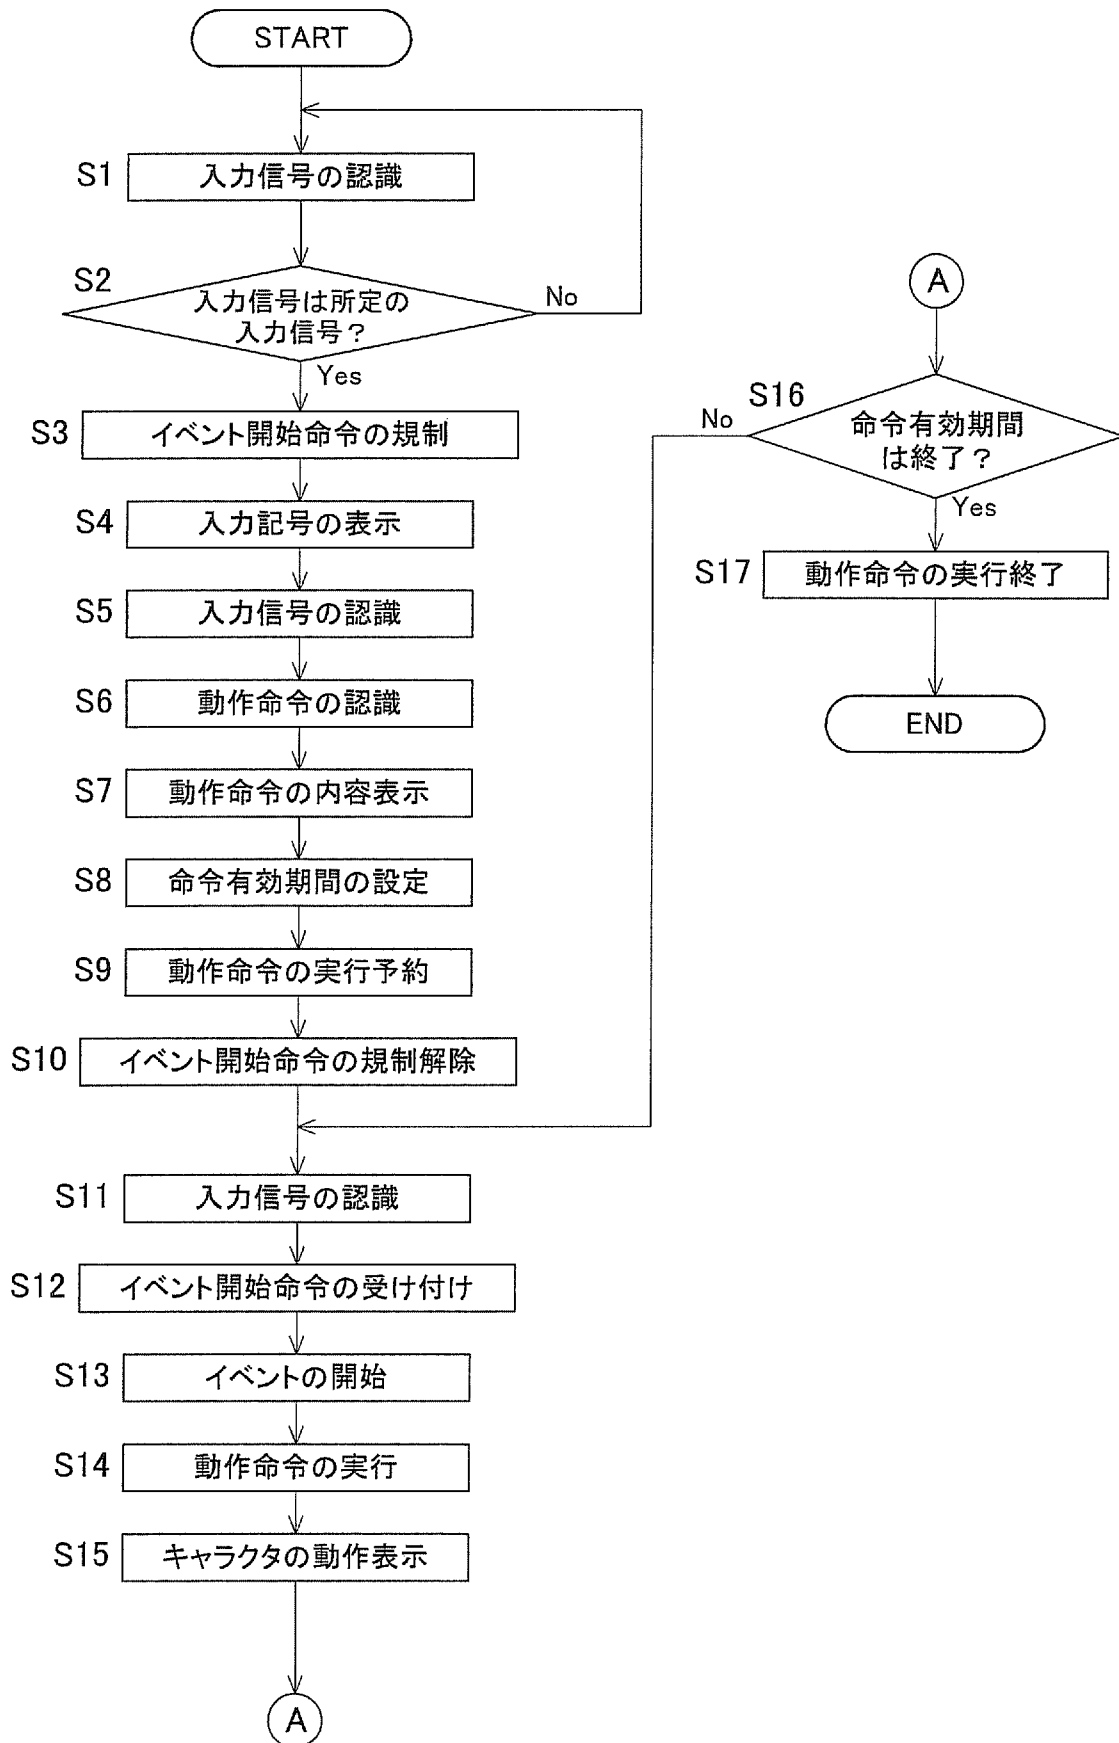 START
S1 入力信号の認識
S2
入力信号は所定の
入力信号？
No
Yes
S3 イベント開始命令の規制
S4 入力記号の表示
S5 入力信号の認識
S6 動作命令の認識
S7 動作命令の内容表示
S8 命令有効期間の設定
S9 動作命令の実行予約
S10 イベント開始命令の規制解除
S11 入力信号の認識
S12 イベント開始命令の受け付け
S13 イベントの開始
S14 動作命令の実行
S15 キャラクタの動作表示
A
A
S16
命令有効期間
は終了？
No
Yes
S17 動作命令の実行終了
END